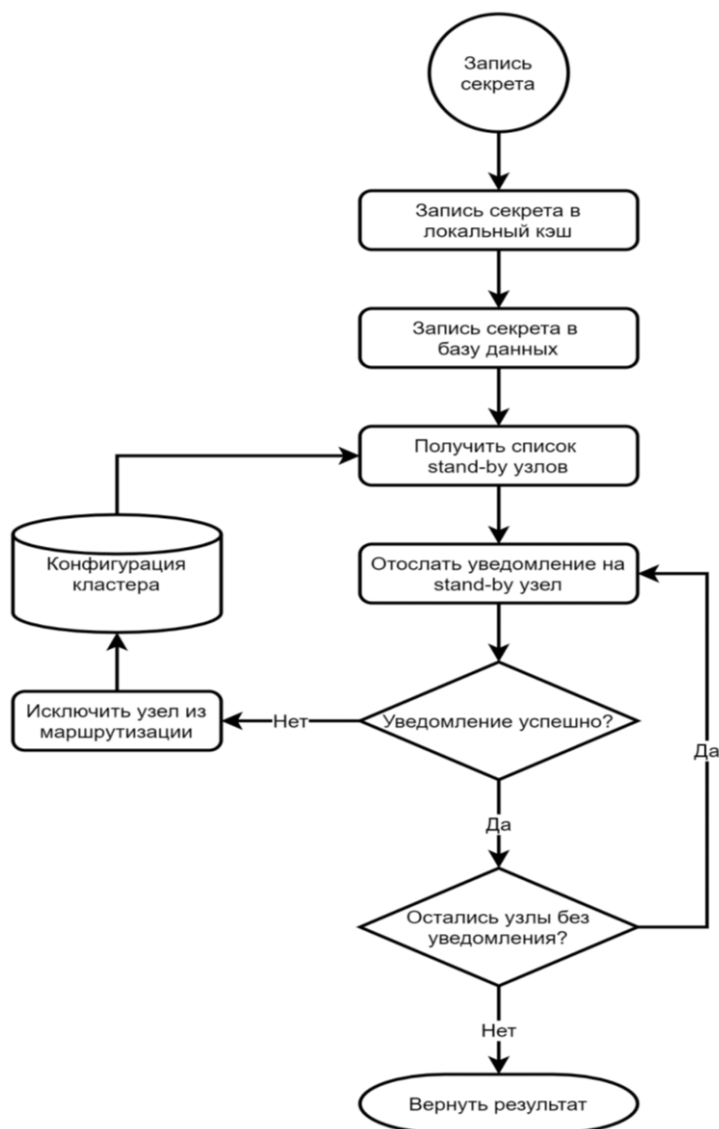 Запись
секрета
Запись секрета в
локальный кэш
Запись секрета в
базу данных
Получить список
stand-by узлов
Конфигурация
кластера
Отослать уведомление на
stand-by узел
Исключить узел из
маршрутизации
Нет
Уведомление успешно?
Да
Да
Остались узлы без
уведомления?
Нет
Вернуть результат